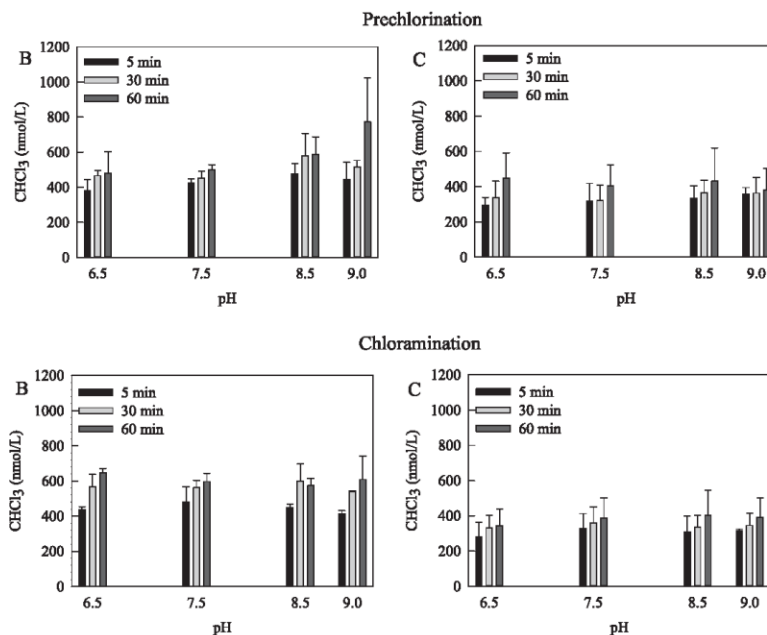 Prechlorination
B
1200
1000
800
600
400
200
0
CHCl3 (nmol/L)
5 min
30 min
60 min
6.5 7.5 8.5 9.0
pH
C
1200
1000
800
600
400
200
0
CHCl3 (nmol/L)
5 min
30 min
60 min
6.5 7.5 8.5 9.0
pH
Chloramination
B
1200
1000
800
600
400
200
0
CHCl3 (nmol/L)
5 min
30 min
60 min
6.5 7.5 8.5 9.0
pH
C
1200
1000
800
600
400
200
0
CHCl3 (nmol/L)
5 min
30 min
60 min
6.5 7.5 8.5 9.0
pH